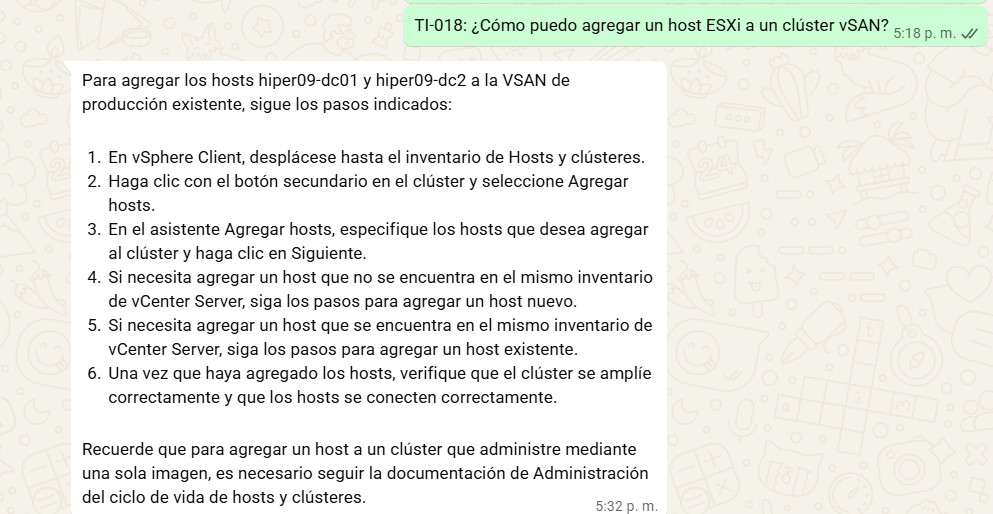 TI-018: ¿Cómo puedo agregar un host ESXi a un clúster vSAN? 5:18 p. m.
Para agregar los hosts hiper09-dc01 y hiper09-dc2 a la VSAN de
producción existente, sigue los pasos indicados:
1. En vSphere Client, desplácese hasta el inventario de Hosts y clústeres.
2. Haga clic con el botón secundario en el clúster y seleccione Agregar
hosts.
3. En el asistente Agregar hosts, especifique los hosts que desea agregar
al clúster y haga clic en Siguiente.
4. Si necesita agregar un host que no se encuentra en el mismo inventario
de vCenter Server, siga los pasos para agregar un host nuevo.
5. Si necesita agregar un host que se encuentra en el mismo inventario de
vCenter Server, siga los pasos para agregar un host existente.
6. Una vez que haya agregado los hosts, verifique que el clúster se amplíe
correctamente y que los hosts se conecten correctamente.
Recuerde que para agregar un host a un clúster que administre mediante
una sola imagen, es necesario seguir la documentación de Administración
del ciclo de vida de hosts y clústeres.
5:32 p. m.